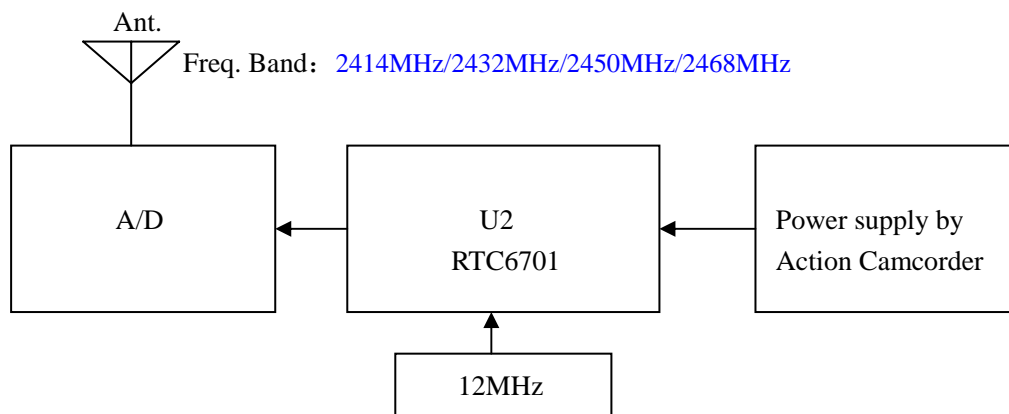 Ant.
Freq. Band：2414MHz/2432MHz/2450MHz/2468MHz
A/D
U2
RTC6701
Power supply by
Action Camcorder
12MHz